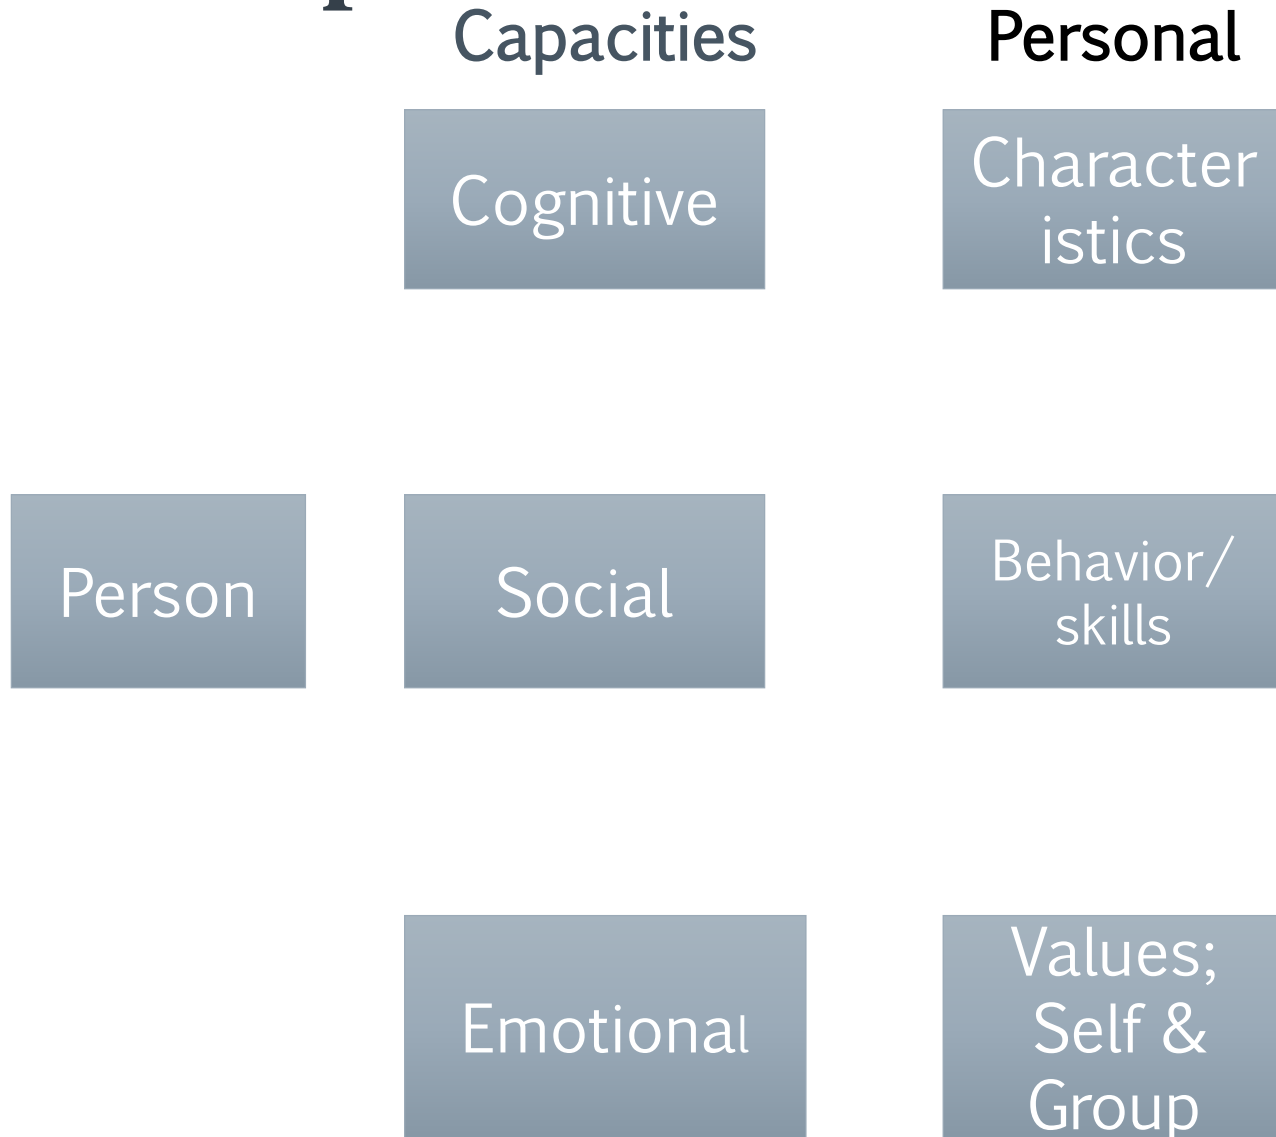 Capacities
Personal
Cognitive
Character
istics
Person
Social
Behavior/
skills
Emotional
Values;
Self &
Group